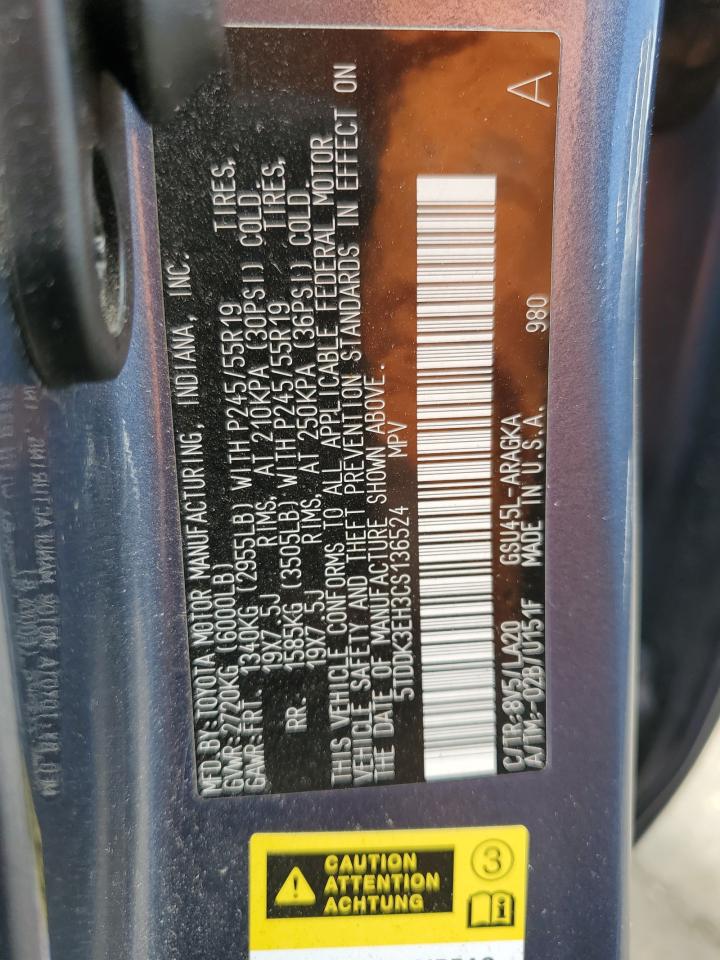 MFD.BY:TOYOTA MOTOR MANUFACTURING, INDIANA, INC.
GVWR-2720KG (6000LB)
GAWR:FRT. 1340KG (2955LB) WITH P245/55R19 TIRES,
19X7.5J RIMS, AT 210KPA (30PSI) COLD.
RR. 1585KG (3505LB) WITH P245/55R19 TIRES,
19X7.5J RIMS, AT 250KPA (36PSI) COLD.
THIS VEHICLE CONFORMS TO ALL APPLICABLE FEDERAL MOTOR
VEHICLE SAFETY AND THEFT PREVENTION STANDARDS IN EFFECT ON
THE DATE OF MANUFACTURE SHOWN ABOVE.
5TDDK3EH3CS136524 MPV
A
C/TR:8V5/LA20 GSU45L-ARAGKA
A/TM:-02B/U151F MADE IN U.S.A. 980
CAUTION
ATTENTION
ACHTUNG
3